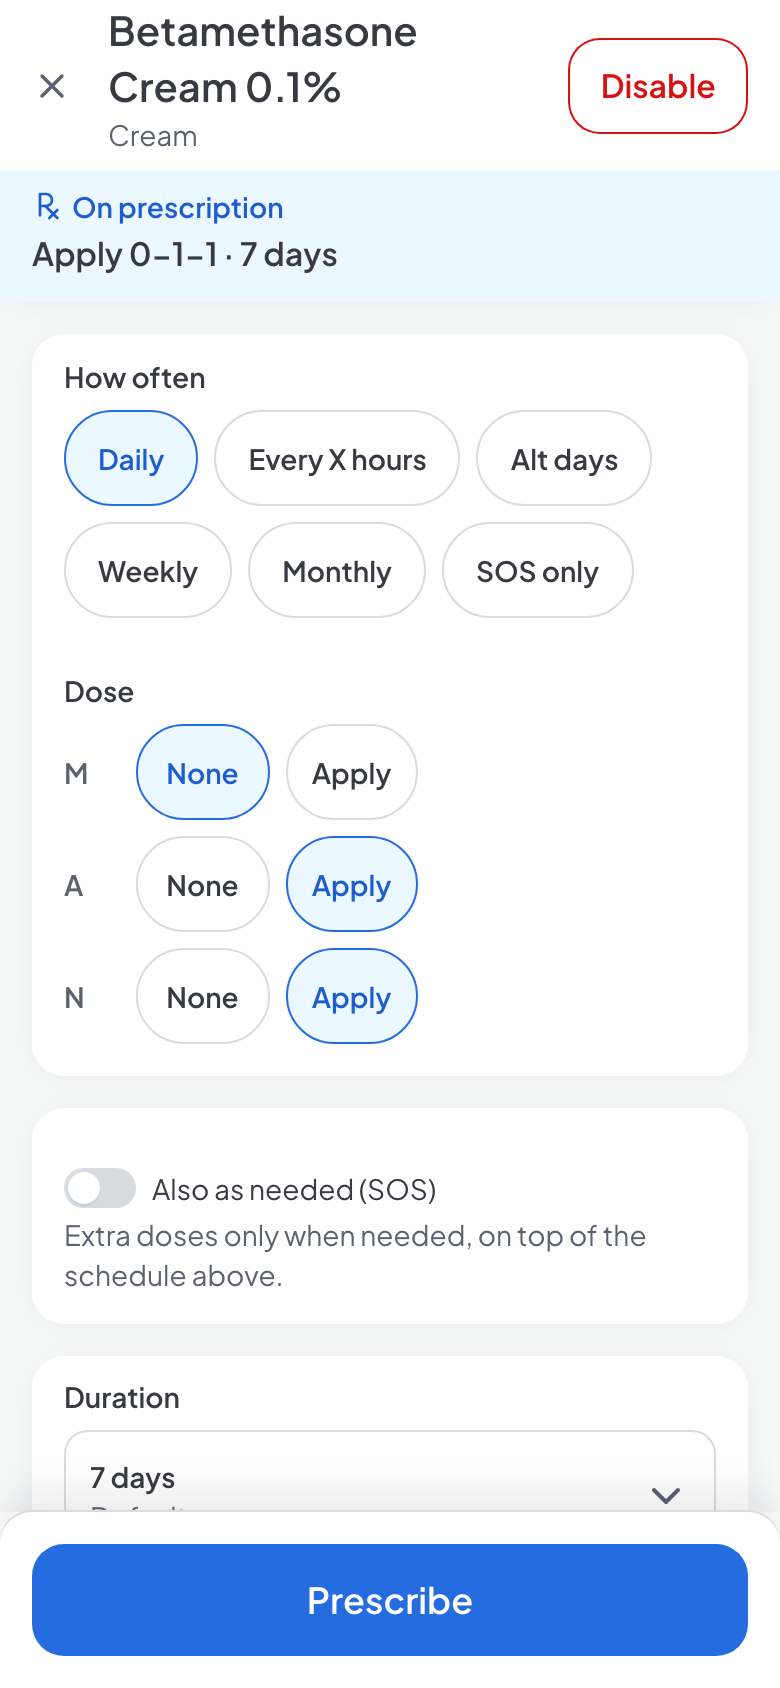 Betamethasone
Cream 0.1%
Cream
Disable
On prescription
Apply 0–1–1 · 7 days
How often
Daily
Every X hours
Alt days
Weekly
Monthly
SOS only
Dose
M
None
Apply
A
None
Apply
N
None
Apply
Also as needed (SOS)
Extra doses only when needed, on top of the
schedule above.
Duration
7 days
Prescribe